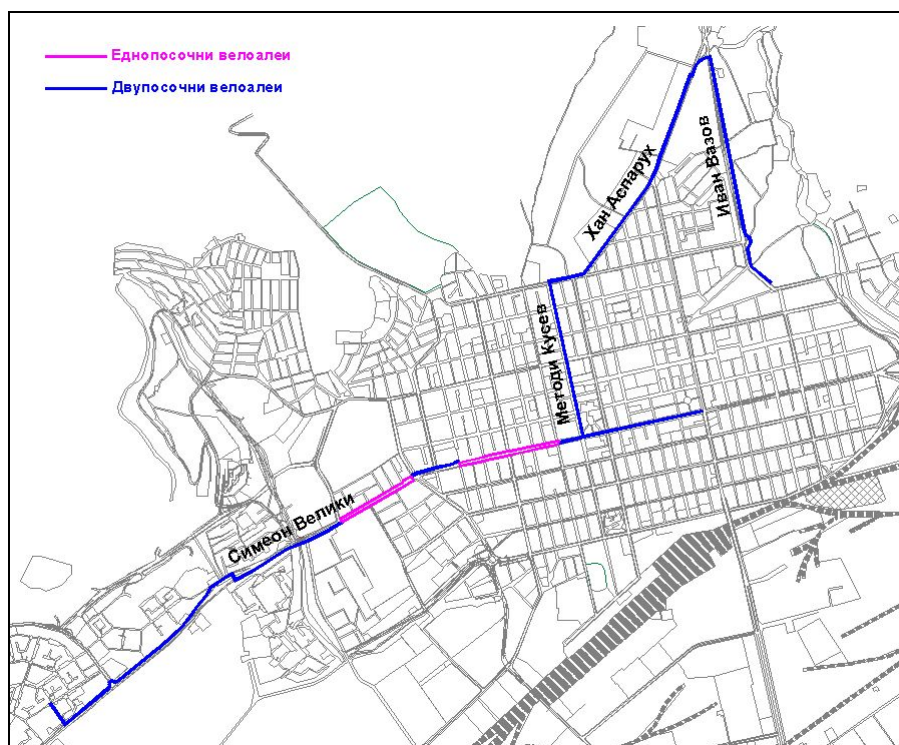 Еднопосочни велоалеи
Двупосочни велоалеи
Хан Аспарух
Иван Вазов
Методи Кусев
Симеон Велики